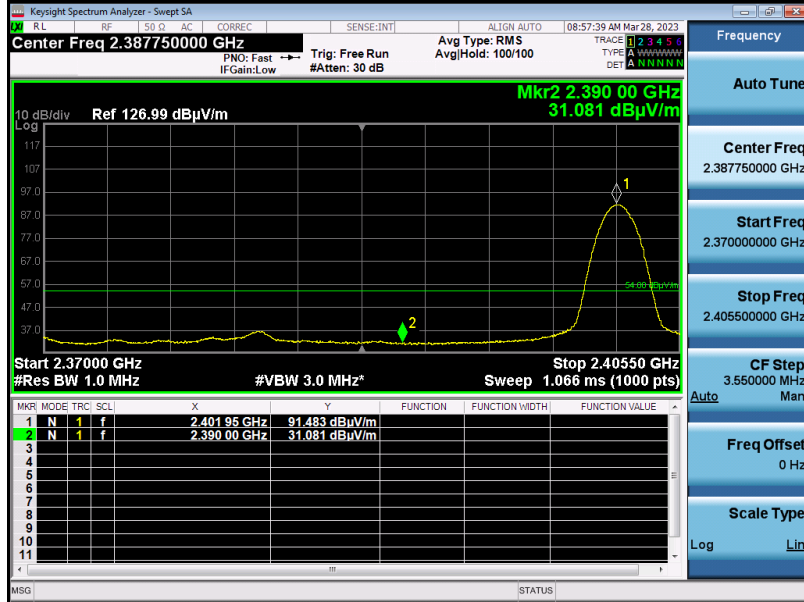 Keysight Spectrum Analyzer - Swept SA
LXI RL RF 50 Ω AC CORREC SENSE:INT ALIGN AUTO 08:57:39 AM Mar 28, 2023
Center Freq 2.387750000 GHz
PNO: Fast
IFGain:Low
Trig: Free Run
#Atten: 30 dB
Avg Type: RMS
Avg|Hold: 100/100
TRACE 1 2 3 4 5 6
TYPE A WWWWW
DET A N N N N N
Mkr2 2.390 00 GHz
31.081 dBµV/m
10 dB/div Ref 126.99 dBµV/m
Log
117
107
97.0
87.0
77.0
67.0
57.0
47.0
37.0
1
54.00 dBµV/m
2
Start 2.37000 GHz Stop 2.40550 GHz
#Res BW 1.0 MHz #VBW 3.0 MHz* Sweep 1.066 ms (1000 pts)
MKR MODE TRC SCL X Y FUNCTION FUNCTION WIDTH FUNCTION VALUE
1 N 1 f 2.401 95 GHz 91.483 dBµV/m
2 N 1 f 2.390 00 GHz 31.081 dBµV/m
3
4
5
6
7
8
9
10
11
MSG STATUS
Frequency
Auto Tune
Center Freq
2.387750000 GHz
Start Freq
2.370000000 GHz
Stop Freq
2.405500000 GHz
CF Step
3.550000 MHz
Auto Man
Freq Offset
0 Hz
Scale Type
Log Lin